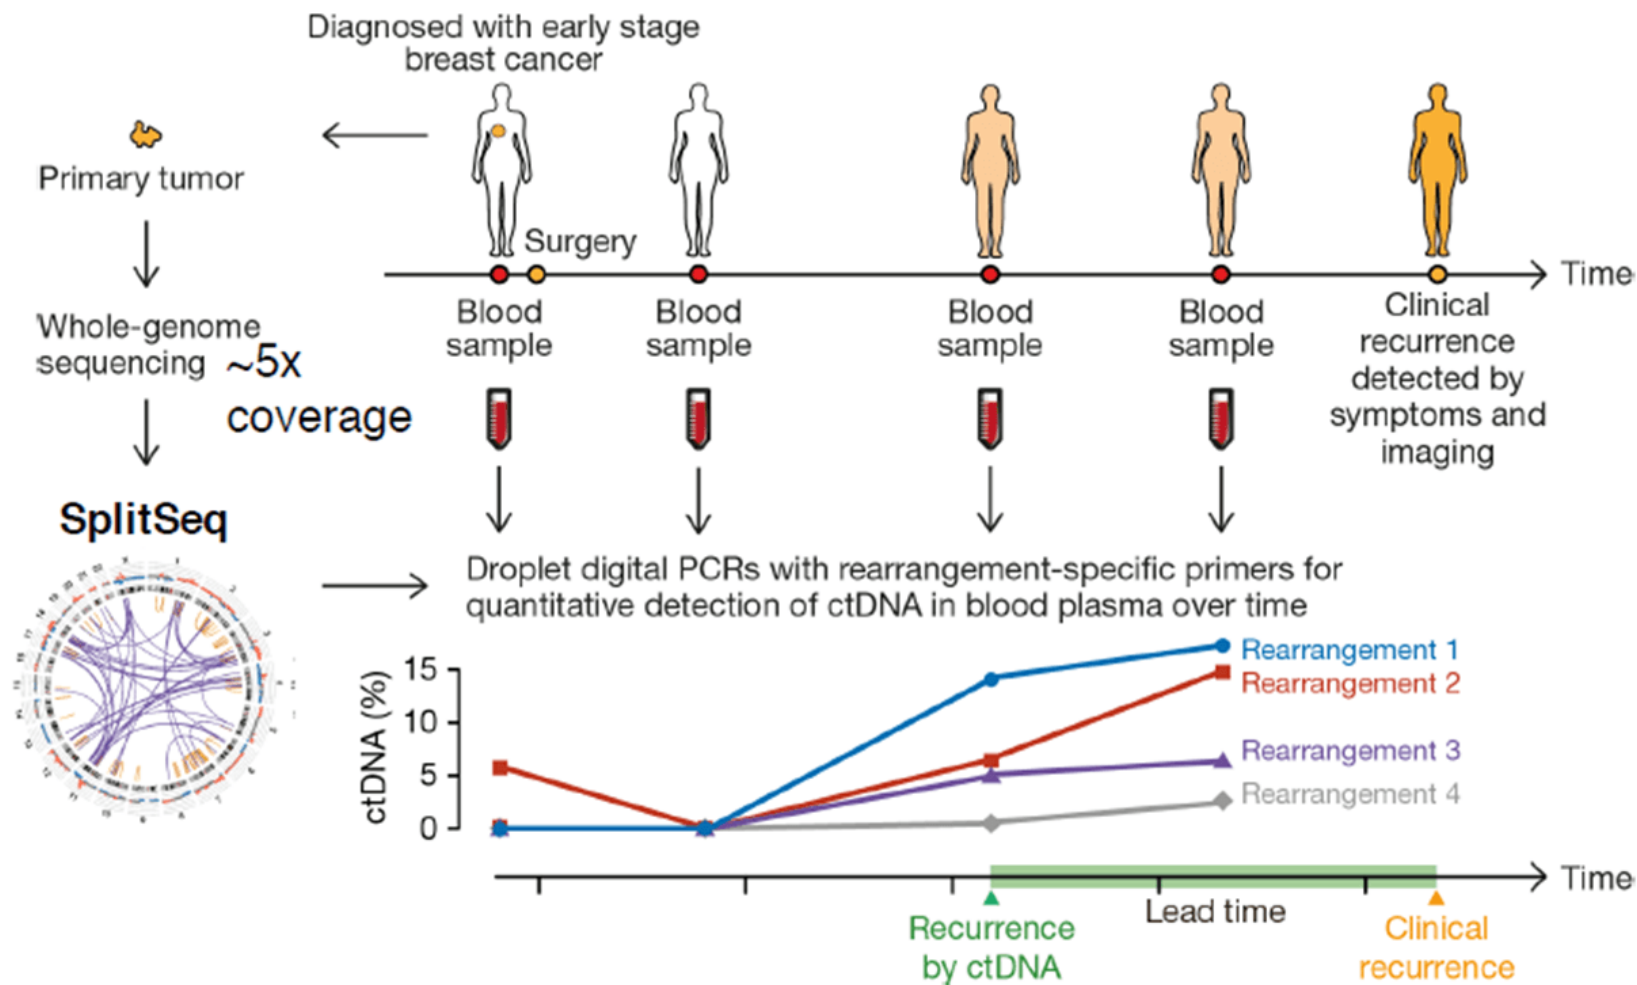 Diagnosed with early stage
breast cancer
Primary tumor
Surgery
Time
Whole-genome
sequencing
~5x
coverage
Blood
sample
Blood
sample
Blood
sample
Blood
sample
Clinical
recurrence
detected by
symptoms and
imaging
SplitSeq
Droplet digital PCRs with rearrangement-specific primers for
quantitative detection of ctDNA in blood plasma over time
ctDNA (%)
15
10
5
0
Rearrangement 1
Rearrangement 2
Rearrangement 3
Rearrangement 4
Time
Lead time
Recurrence
by ctDNA
Clinical
recurrence